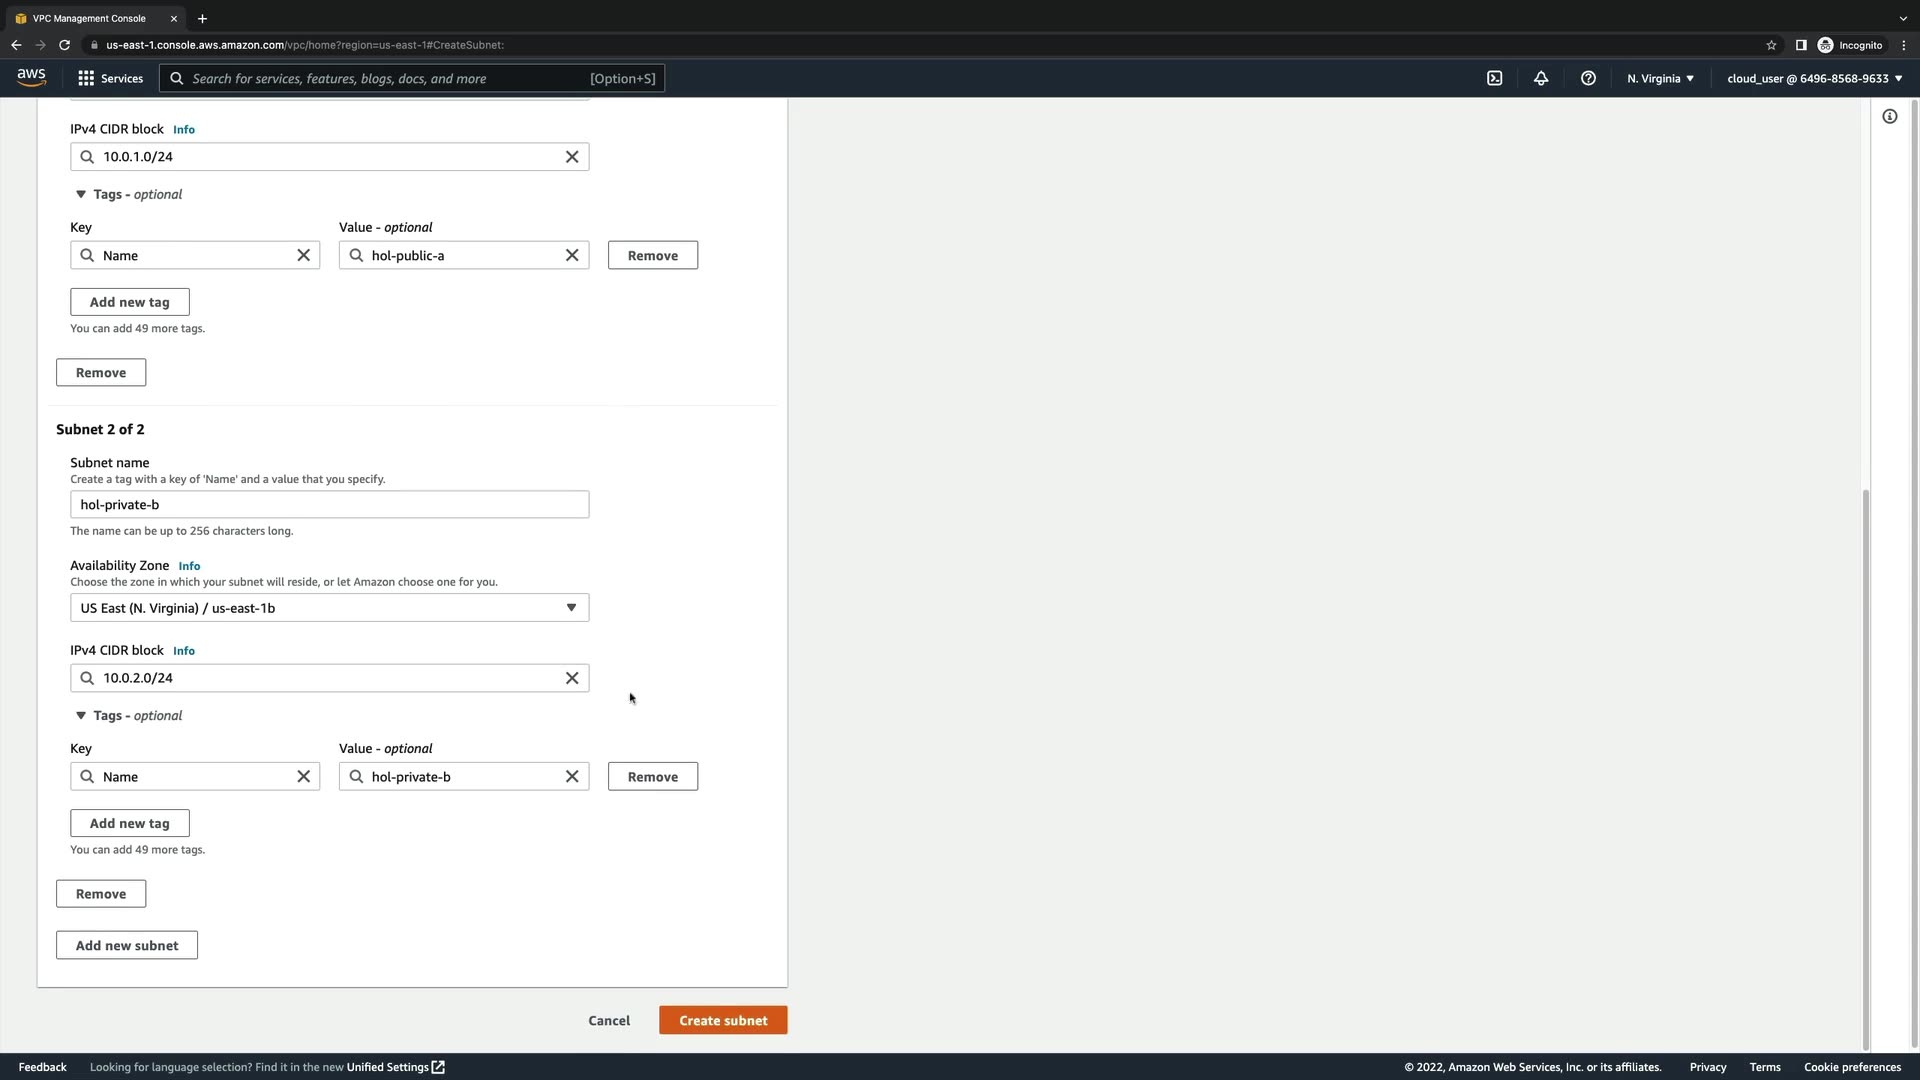 VPC Management Console
us-east-1.console.aws.amazon.com/vpc/home?region=us-east-1#CreateSubnet:
Incognito
aws
Services
Search for services, features, blogs, docs, and more
[Option+S]
N. Virginia
cloud_user @ 6496-8568-9633
IPv4 CIDR block Info
10.0.1.0/24
Tags - optional
Key
Value - optional
Name
hol-public-a
Remove
Add new tag
You can add 49 more tags.
Remove
Subnet 2 of 2
Subnet name
Create a tag with a key of 'Name' and a value that you specify.
hol-private-b
The name can be up to 256 characters long.
Availability Zone Info
Choose the zone in which your subnet will reside, or let Amazon choose one for you.
US East (N. Virginia) / us-east-1b
IPv4 CIDR block Info
10.0.2.0/24
Tags - optional
Key
Value - optional
Name
hol-private-b
Remove
Add new tag
You can add 49 more tags.
Remove
Add new subnet
Cancel
Create subnet
Feedback
Looking for language selection? Find it in the new Unified Settings
© 2022, Amazon Web Services, Inc. or its affiliates.
Privacy
Terms
Cookie preferences